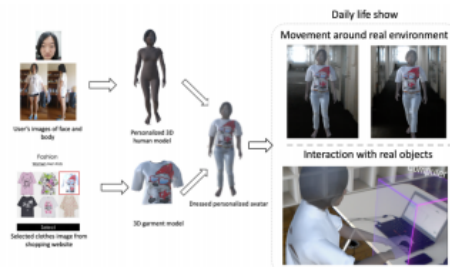 Daily life show
Movement around real environment
User's images of face and
body
Personalized 3D
human model
Interaction with real objects
Fashion
Dressed personalized avatar
3D garment model
Select
Selected clothes image from
shopping website